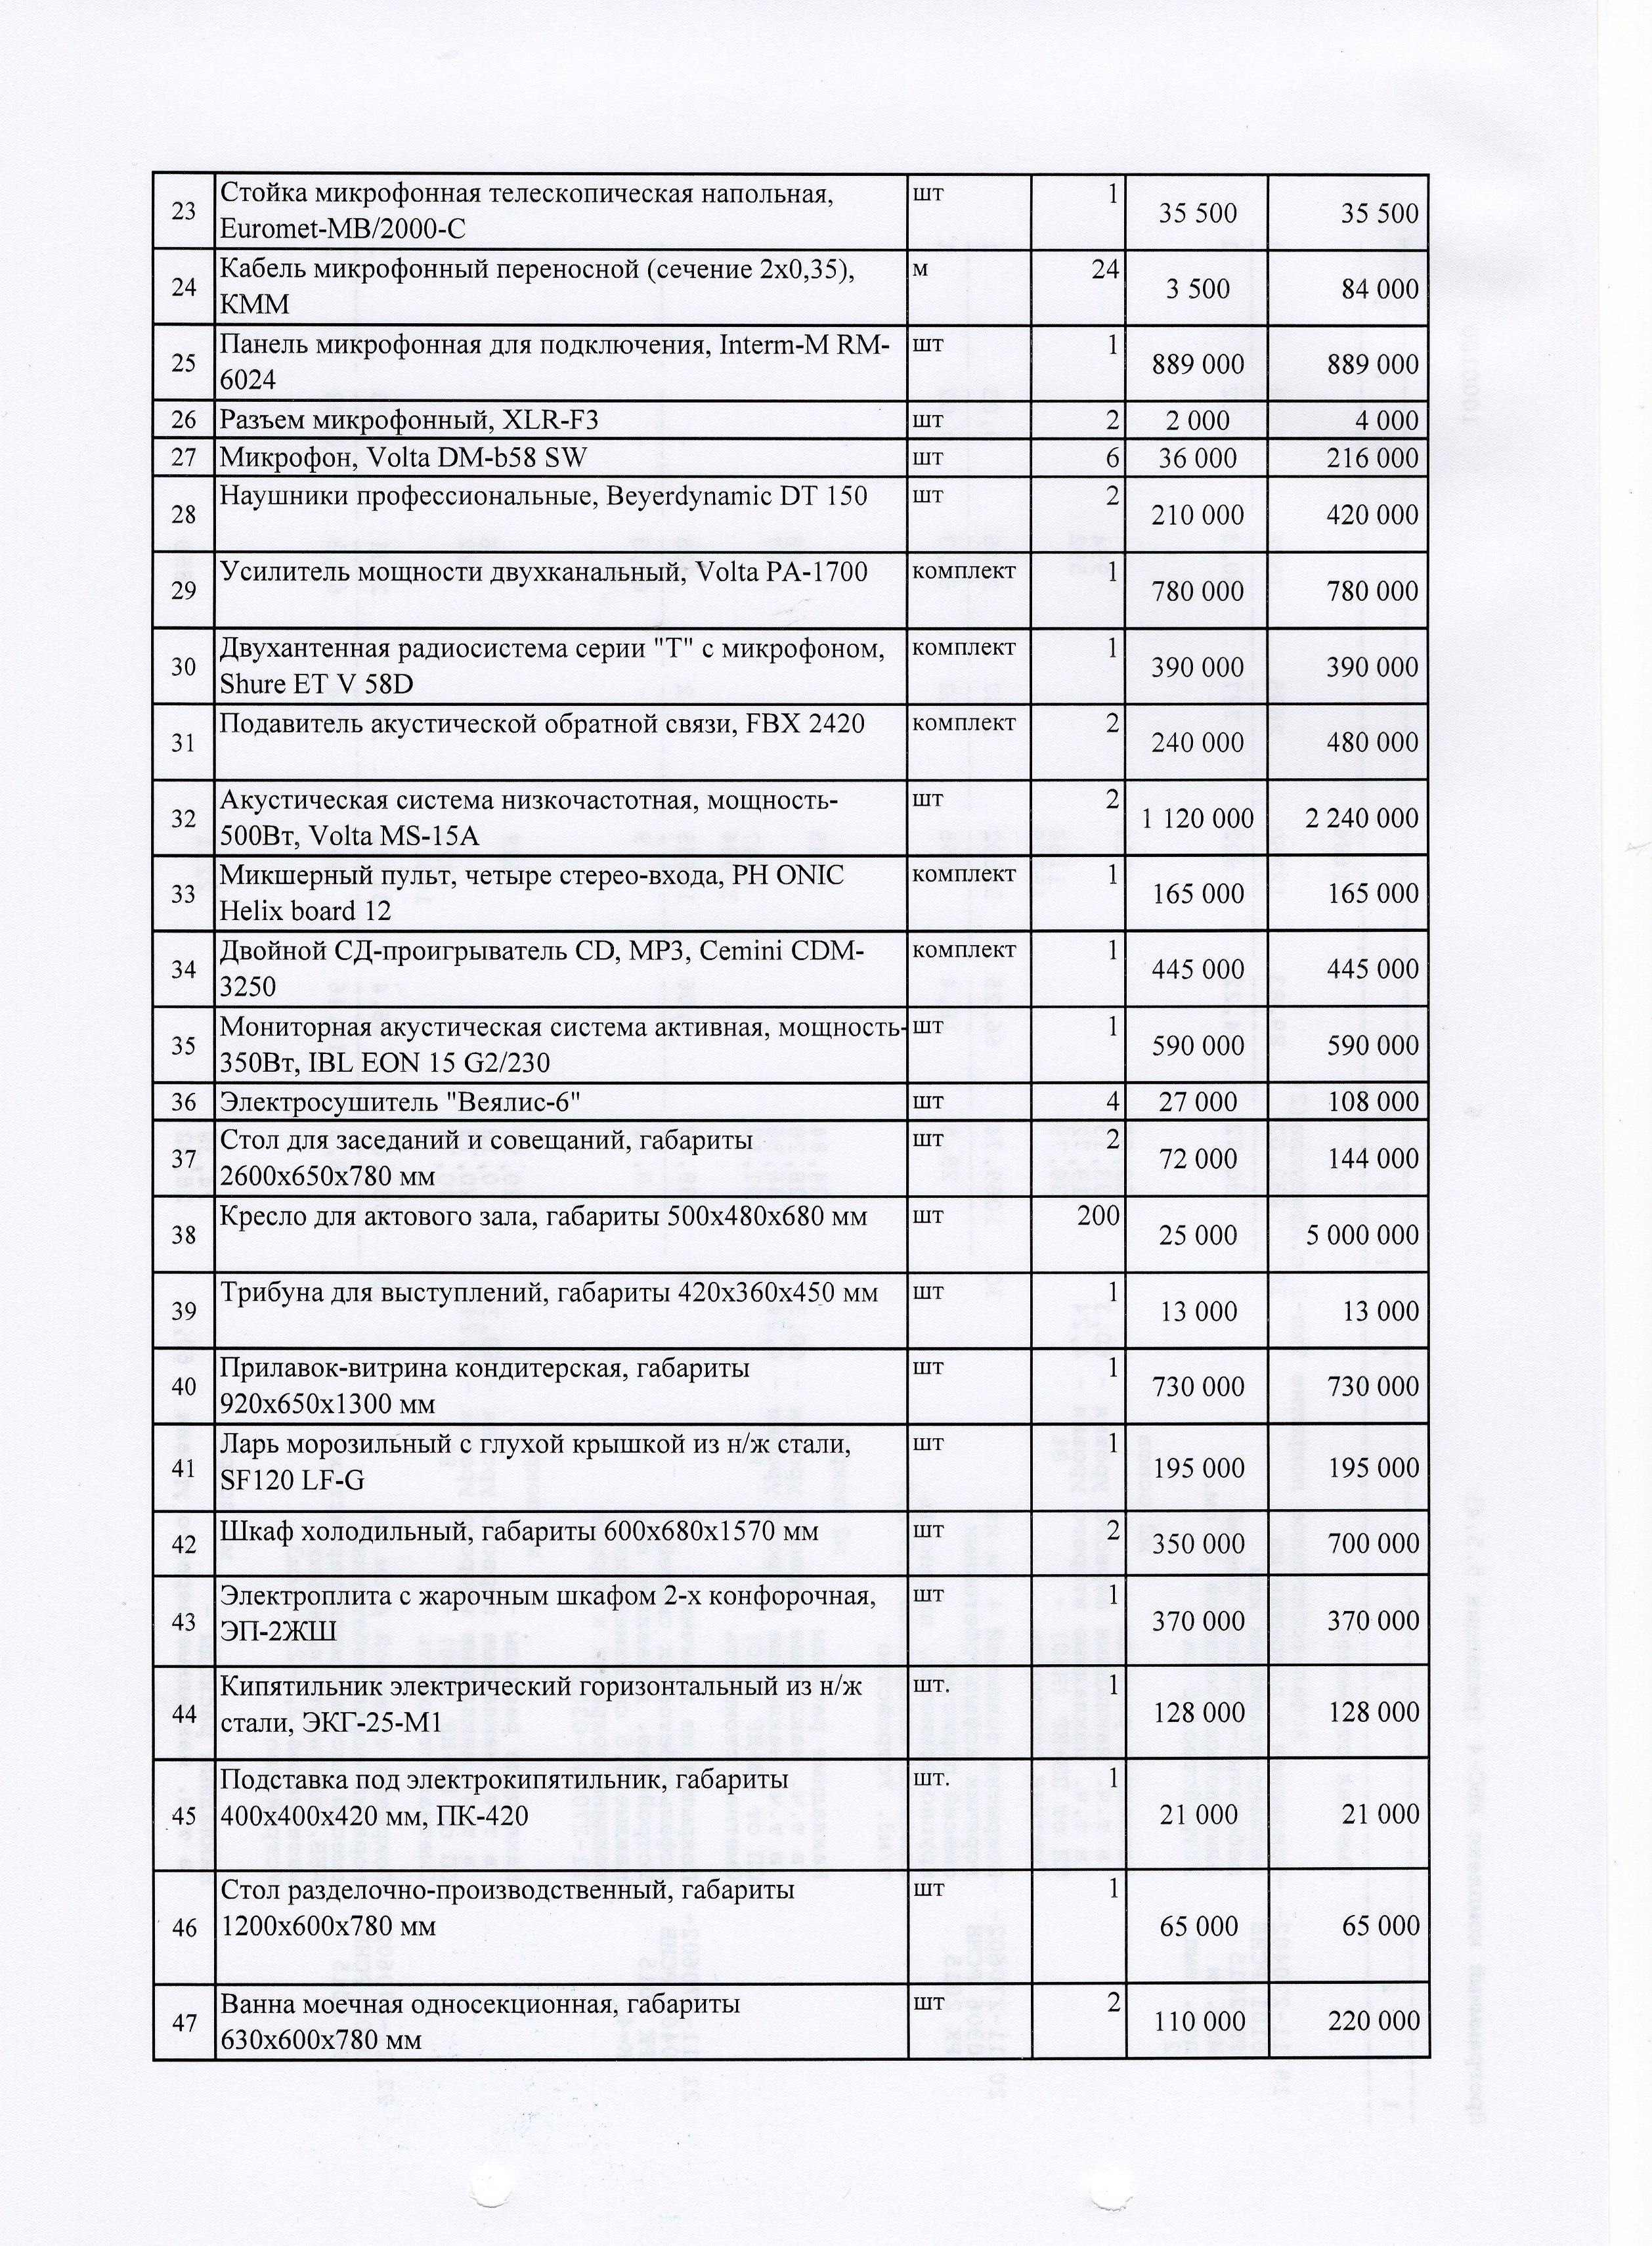 23 Стойка микрофонная телескопическая напольная, шт 1 35 500 35 500
Euromet-MB/2000-C
24 Кабель микрофонный переносной (сечение 2х0,35), м 24 3 500 84 000
КММ
25 Панель микрофонная для подключения, Interm-M RM- шт 1 889 000 889 000
6024
26 Разъем микрофонный, XLR-F3 шт 2 2 000 4 000
27 Микрофон, Volta DM-b58 SW шт 6 36 000 216 000
28 Наушники профессиональные, Beyerdynamic DT 150 шт 2 210 000 420 000
29 Усилитель мощности двухканальный, Volta PA-1700 комплект 1 780 000 780 000
30 Двухантенная радиосистема серии "Т" с микрофоном, комплект 1 390 000 390 000
Shure ET V 58D
31 Подавитель акустической обратной связи, FBX 2420 комплект 2 240 000 480 000
32 Акустическая система низкочастотная, мощность- шт 2 1 120 000 2 240 000
500Вт, Volta MS-15A
33 Микшерный пульт, четыре стерео-входа, PH ONIC комплект 1 165 000 165 000
Helix board 12
34 Двойной СД-проигрыватель CD, MP3, Cemini CDM- комплект 1 445 000 445 000
3250
35 Мониторная акустическая система активная, мощность- шт 1 590 000 590 000
350Вт, IBL EON 15 G2/230
36 Электросушитель "Веялис-6" шт 4 27 000 108 000
37 Стол для заседаний и совещаний, габариты шт 2 72 000 144 000
2600х650х780 мм
38 Кресло для актового зала, габариты 500х480х680 мм шт 200 25 000 5 000 000
39 Трибуна для выступлений, габариты 420х360х450 мм шт 1 13 000 13 000
40 Прилавок-витрина кондитерская, габариты шт 1 730 000 730 000
920х650х1300 мм
41 Ларь морозильный с глухой крышкой из н/ж стали, шт 1 195 000 195 000
SF120 LF-G
42 Шкаф холодильный, габариты 600х680х1570 мм шт 2 350 000 700 000
43 Электроплита с жарочным шкафом 2-х конфорочная, шт 1 370 000 370 000
ЭП-2ЖШ
44 Кипятильник электрический горизонтальный из н/ж шт. 1 128 000 128 000
стали, ЭКГ-25-М1
45 Подставка под электрокипятильник, габариты шт. 1 21 000 21 000
400х400х420 мм, ПК-420
46 Стол разделочно-производственный, габариты шт 1 65 000 65 000
1200х600х780 мм
47 Ванна моечная односекционная, габариты шт 2 110 000 220 000
630х600х780 мм